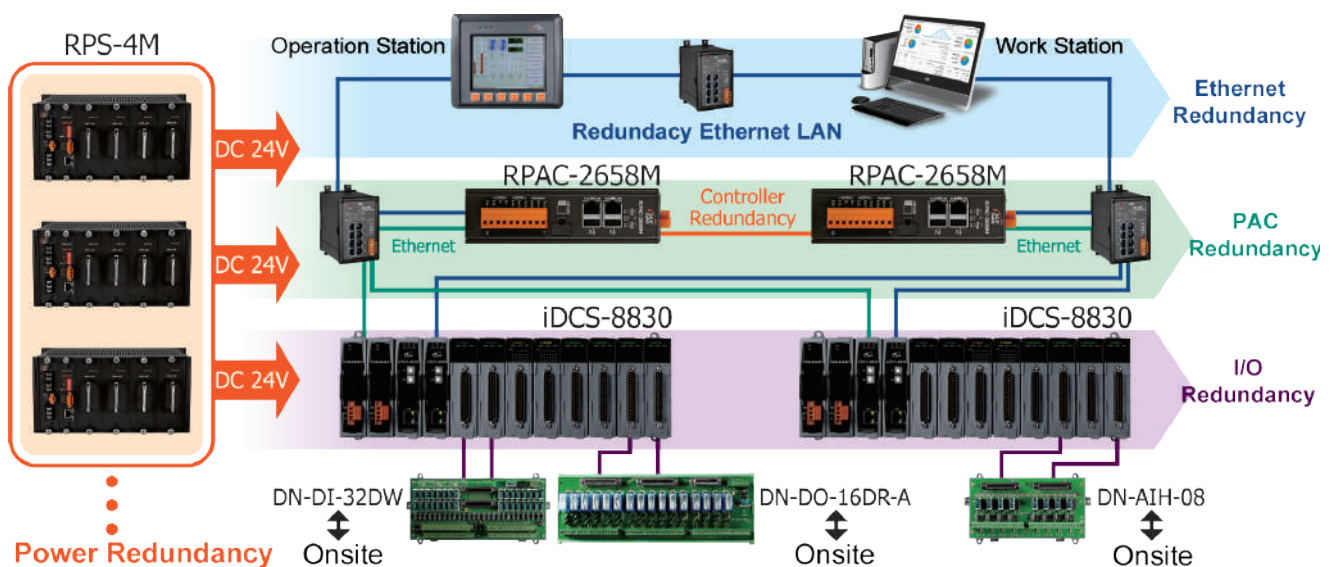 RPS-4M
Operation Station
Work Station
Ethernet
Redundancy
Redundacy Ethernet LAN
DC 24V
RPAC-2658M
RPAC-2658M
Controller
Redundancy
Ethernet
Ethernet
PAC
Redundancy
DC 24V
iDCS-8830
iDCS-8830
DC 24V
I/O
Redundancy
DN-DI-32DW
Onsite
DN-DO-16DR-A
Onsite
DN-AIH-08
Onsite
Power Redundancy